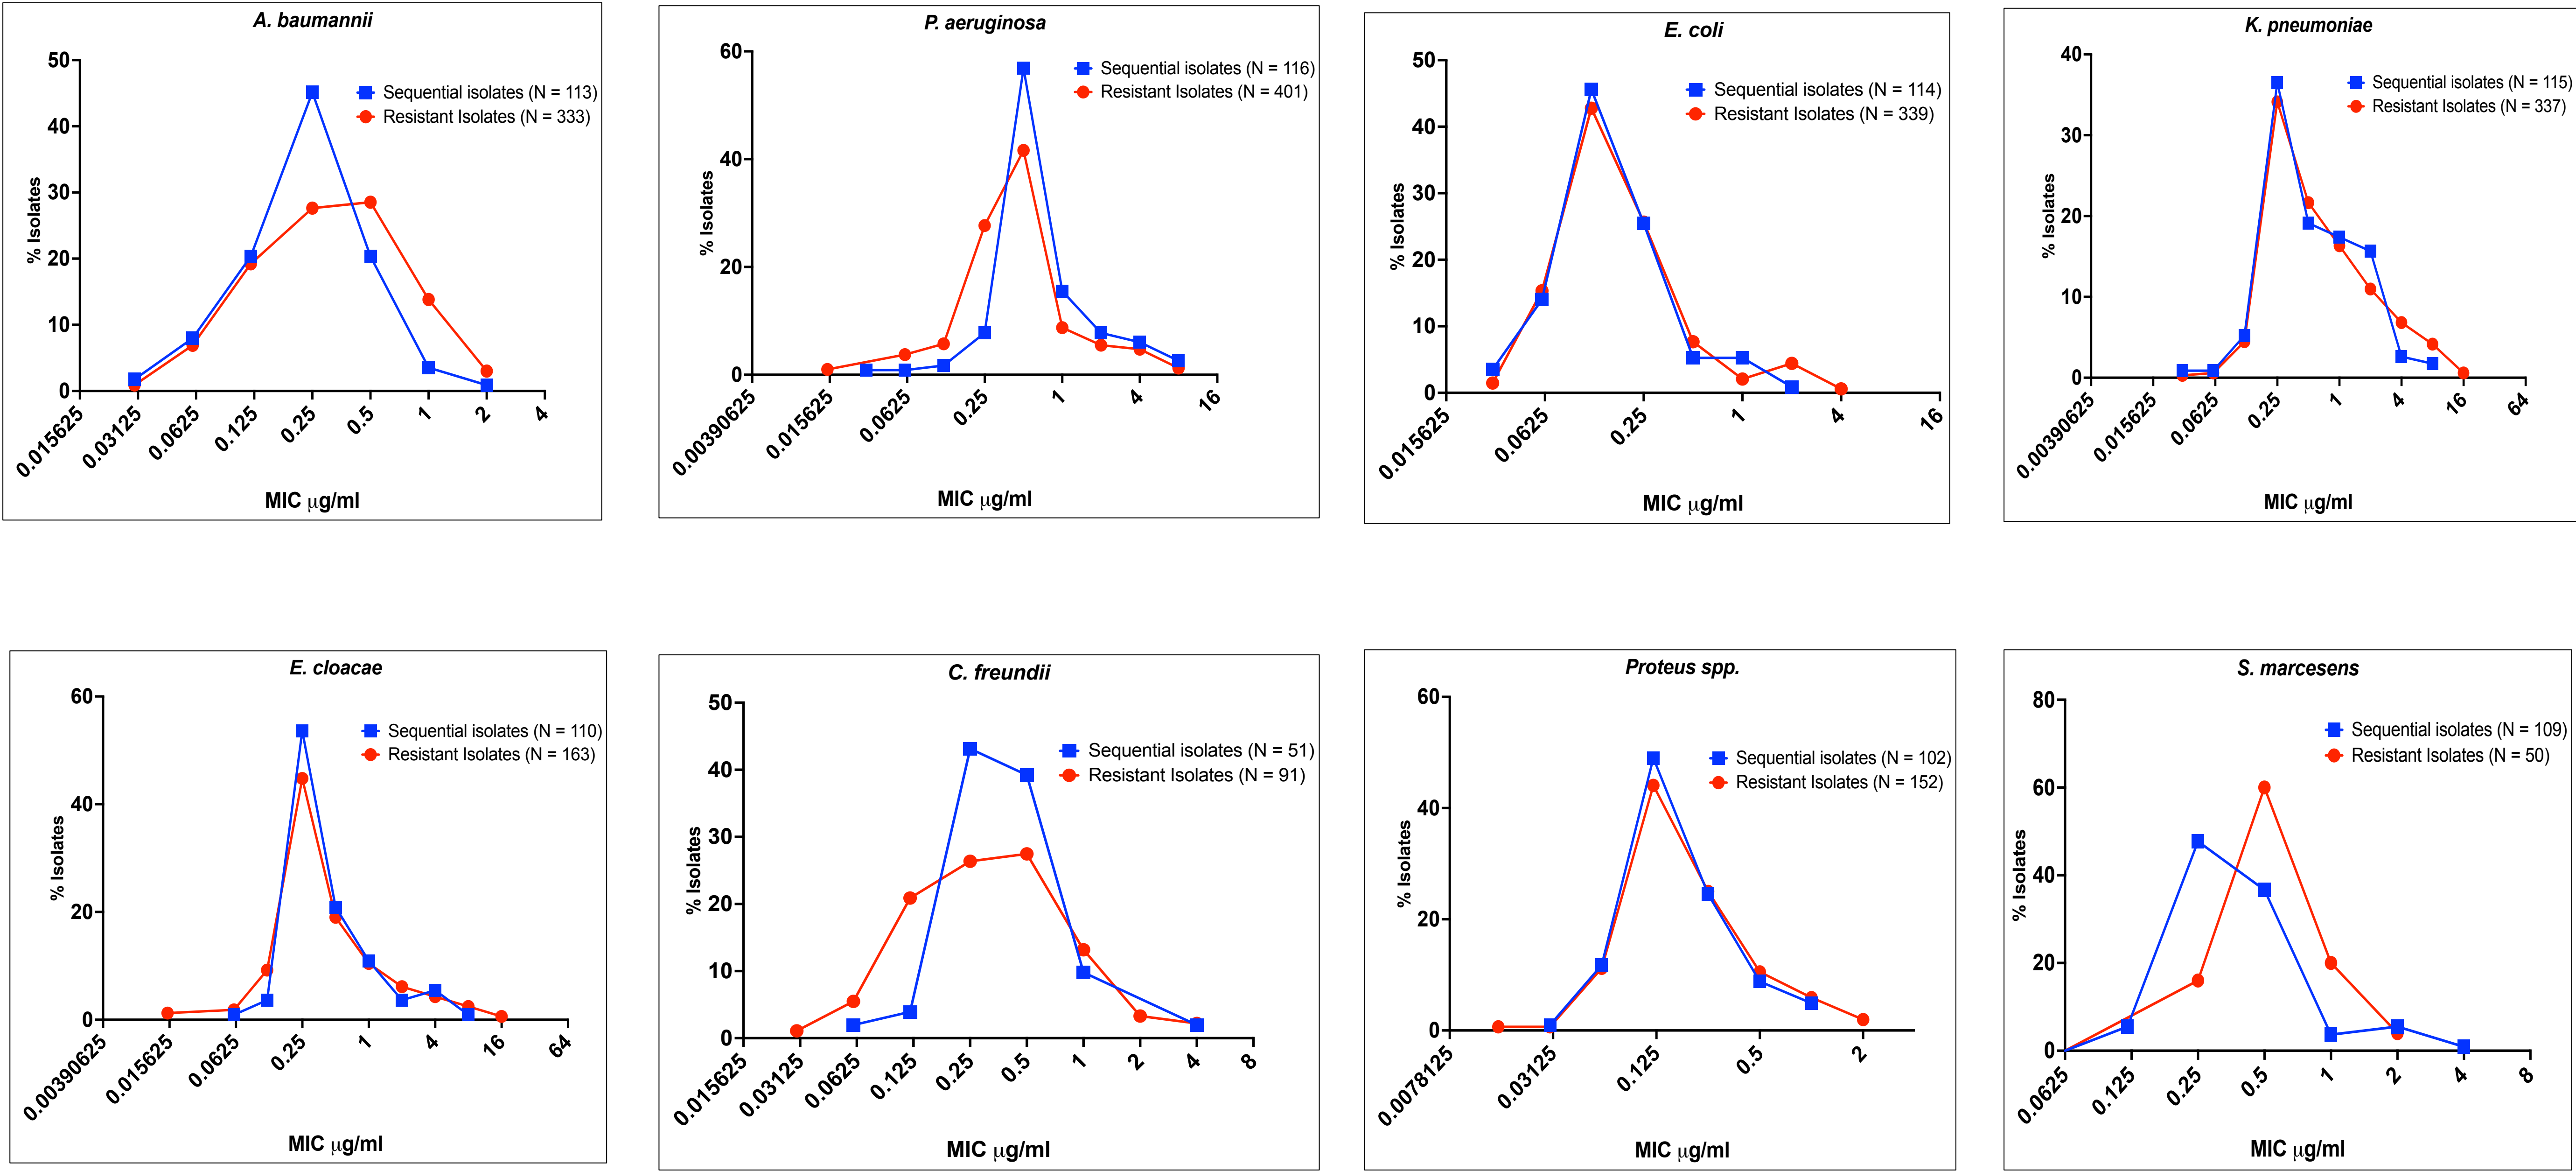 A. baumannii
50
40
30
20
10
0
% Isolates
Sequential isolates (N = 113)
Resistant Isolates (N = 333)
0.015625
0.03125
0.0625
0.125
0.25
0.5
1
2
4
MIC μg/ml
P. aeruginosa
60
40
20
0
% Isolates
Sequential isolates (N = 116)
Resistant Isolates (N = 401)
0.00390625
0.015625
0.0625
0.25
1
4
16
MIC μg/ml
E. coli
50
40
30
20
10
0
% Isolates
Sequential isolates (N = 114)
Resistant Isolates (N = 339)
0.015625
0.0625
0.25
1
4
16
MIC μg/ml
K. pneumoniae
40
30
20
10
0
% Isolates
Sequential isolates (N = 115)
Resistant Isolates (N = 337)
0.00390625
0.015625
0.0625
0.25
1
4
16
64
MIC μg/ml
E. cloacae
60
40
20
0
% Isolates
Sequential isolates (N = 110)
Resistant Isolates (N = 163)
0.00390625
0.015625
0.0625
0.25
1
4
16
64
MIC μg/ml
C. freundii
50
40
30
20
10
0
% Isolates
Sequential isolates (N = 51)
Resistant Isolates (N = 91)
0.015625
0.03125
0.0625
0.125
0.25
0.5
1
2
4
8
MIC μg/ml
Proteus spp.
60
40
20
0
% Isolates
Sequential isolates (N = 102)
Resistant Isolates (N = 152)
0.0078125
0.03125
0.125
0.5
2
MIC μg/ml
S. marcesens
80
60
40
20
0
% Isolates
Sequential isolates (N = 109)
Resistant Isolates (N = 50)
0.0625
0.125
0.25
0.5
1
2
4
8
MIC μg/ml